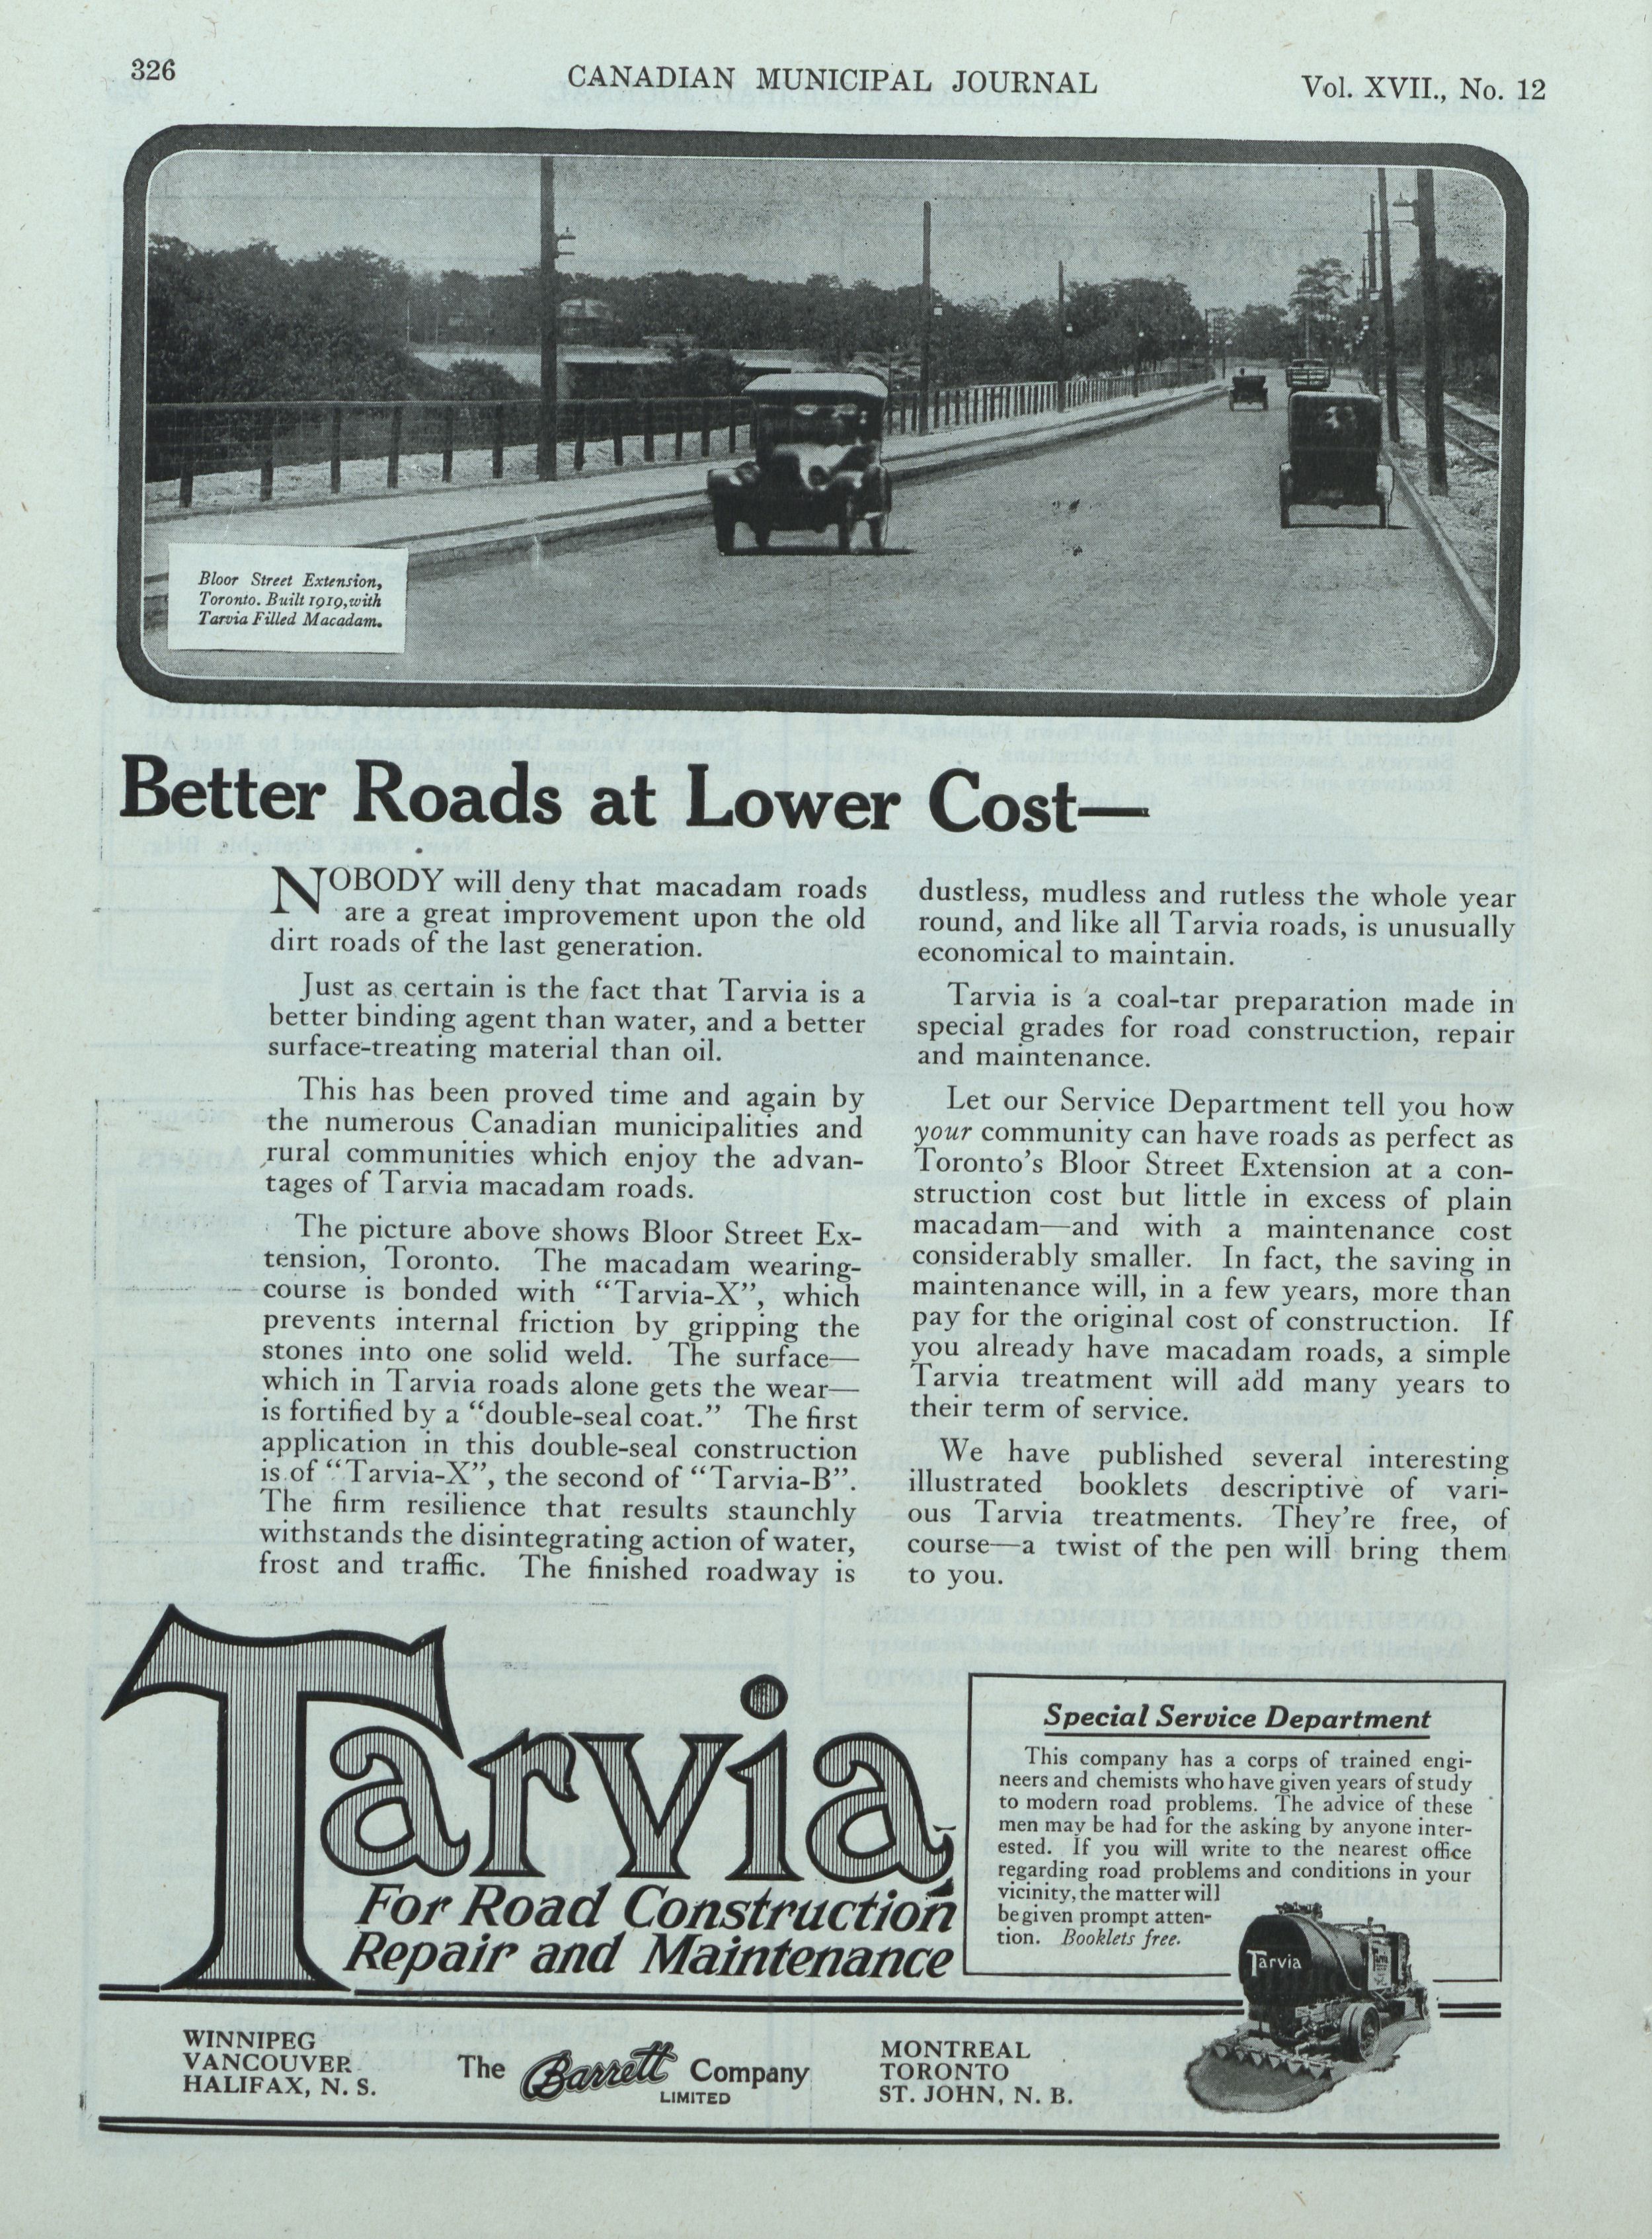 326
CANADIAN MUNICIPAL JOURNAL
Vol. XVII., No. 12
Bloor Street Extension,
Toronto. Built 1919, with
Tarvia Filled Macadam.
Better Roads at Lower Cost—
NOBODY will deny that macadam roads
are a great improvement upon the old
dirt roads of the last generation.
Just as certain is the fact that Tarvia is a
better binding agent than water, and a better
surface-treating material than oil.
This has been proved time and again by
the numerous Canadian municipalities and
rural communities which enjoy the advan-
tages of Tarvia macadam roads.
The picture above shows Bloor Street Ex-
tension, Toronto. The macadam wearing-
course is bonded with “Tarvia-X”, which
prevents internal friction by gripping the
stones into one solid weld. The surface—
which in Tarvia roads alone gets the wear—
is fortified by a “double-seal coat.” The first
application in this double-seal construction
is of “Tarvia-X”, the second of “Tarvia-B”.
The firm resilience that results staunchly
withstands the disintegrating action of water,
frost and traffic. The finished roadway is
dustless, mudless and rutless the whole year
round, and like all Tarvia roads, is unusually
economical to maintain.
Tarvia is a coal-tar preparation made in
special grades for road construction, repair
and maintenance.
Let our Service Department tell you how
your community can have roads as perfect as
Toronto’s Bloor Street Extension at a con-
struction cost but little in excess of plain
macadam—and with a maintenance cost
considerably smaller. In fact, the saving in
maintenance will, in a few years, more than
pay for the original cost of construction. If
you already have macadam roads, a simple
Tarvia treatment will add many years to
their term of service.
We have published several interesting
illustrated booklets descriptive of vari-
ous Tarvia treatments. They’re free, of
course—a twist of the pen will bring them
to you.
Tarvia
For Road Construction
Repair and Maintenance
Special Service Department
This company has a corps of trained engi-
neers and chemists who have given years of study
to modern road problems. The advice of these
men may be had for the asking by anyone inter-
ested. If you will write to the nearest office
regarding road problems and conditions in your
vicinity, the matter will
be given prompt atten-
tion. Booklets free.
Tarvia
WINNIPEG
VANCOUVER
HALIFAX, N. S.
The Barrett Company
LIMITED
MONTREAL
TORONTO
ST. JOHN, N. B.